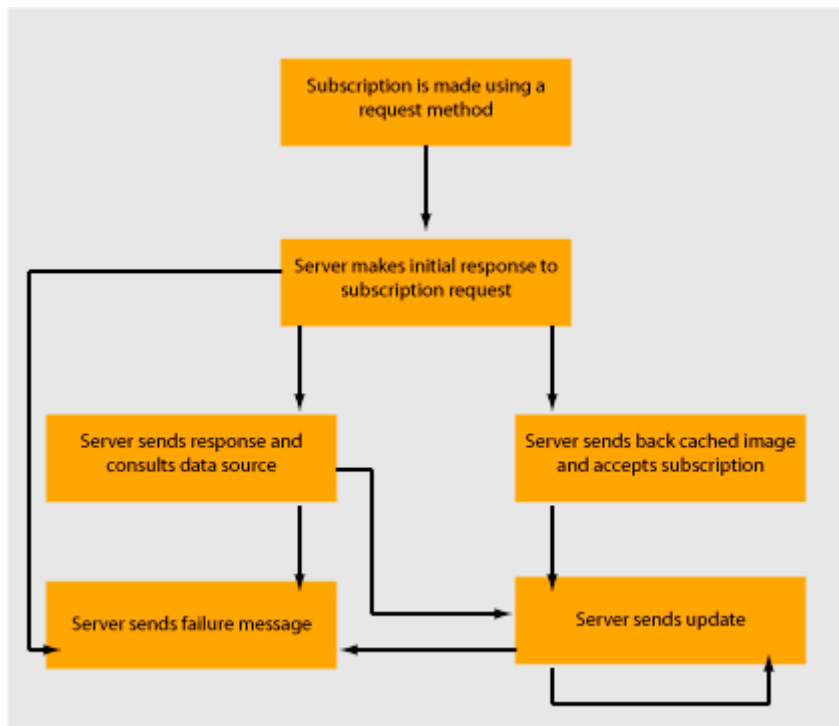 Subscription is made using a
request method
Server makes initial response to
subscription request
Server sends response and
consults data source
Server sends back cached image
and accepts subscription
Server sends failure message
Server sends update